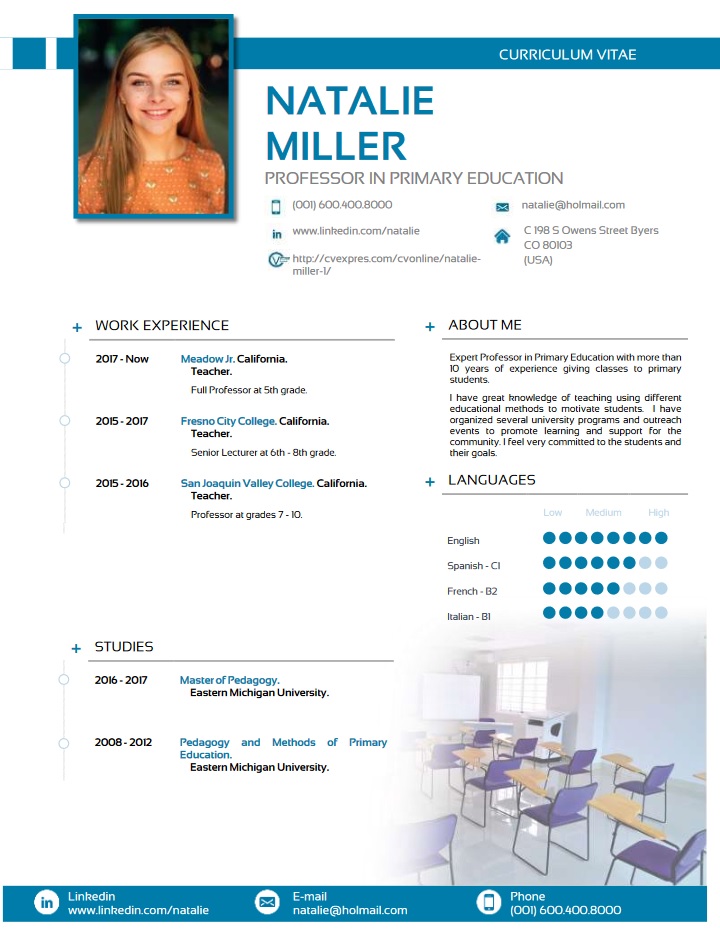 CURRICULUM VITAE
NATALIE
MILLER
PROFESSOR IN PRIMARY EDUCATION
(001) 600.400.8000
natalie@holmail.com
in
www.linkedin.com/natalie
C 198 S Owens Street Byers
CO 80103
(USA)
CV
http://cvexpres.com/cvonline/natalie-
miller-1/
+ WORK EXPERIENCE
2017 - Now
Meadow Jr. California.
Teacher.
Full Professor at 5th grade.
2015 - 2017
Fresno City College. California.
Teacher.
Senior Lecturer at 6th - 8th grade.
2015 - 2016
San Joaquin Valley College. California.
Teacher.
Professor at grades 7 - 10.
+ STUDIES
2016 - 2017
Master of Pedagogy.
Eastern Michigan University.
2008 - 2012
Pedagogy and Methods of Primary
Education.
Eastern Michigan University.
+ ABOUT ME
Expert Professor in Primary Education with more than
10 years of experience giving classes to primary
students.
I have great knowledge of teaching using different
educational methods to motivate students. I have
organized several university programs and outreach
events to promote learning and support for the
community. I feel very committed to the students and
their goals.
+ LANGUAGES
Low Medium High
English
Spanish - C1
French - B2
Italian - B1
in
Linkedin
www.linkedin.com/natalie
E-mail
natalie@holmail.com
Phone
(001) 600.400.8000